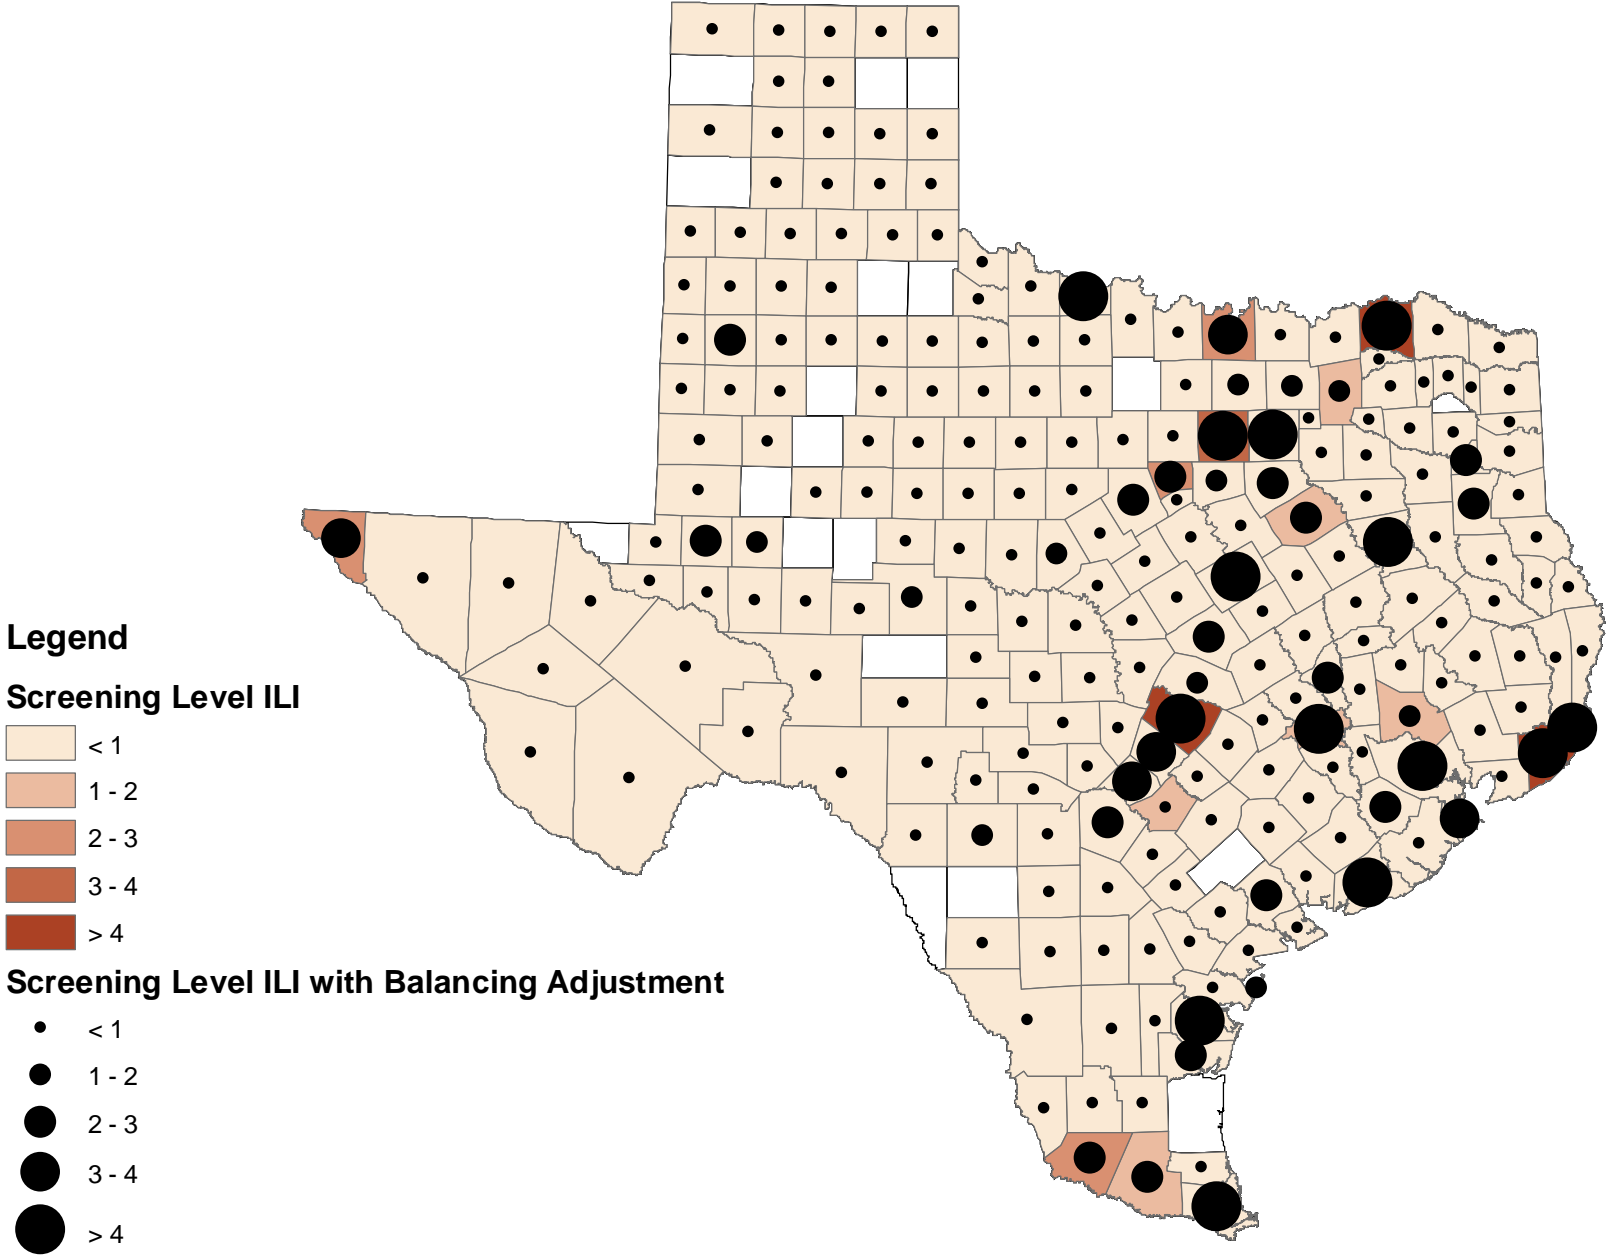 Legend
Screening Level ILI
< 1
1 - 2
2 - 3
3 - 4
> 4
Screening Level ILI with Balancing Adjustment
< 1
1 - 2
2 - 3
3 - 4
> 4